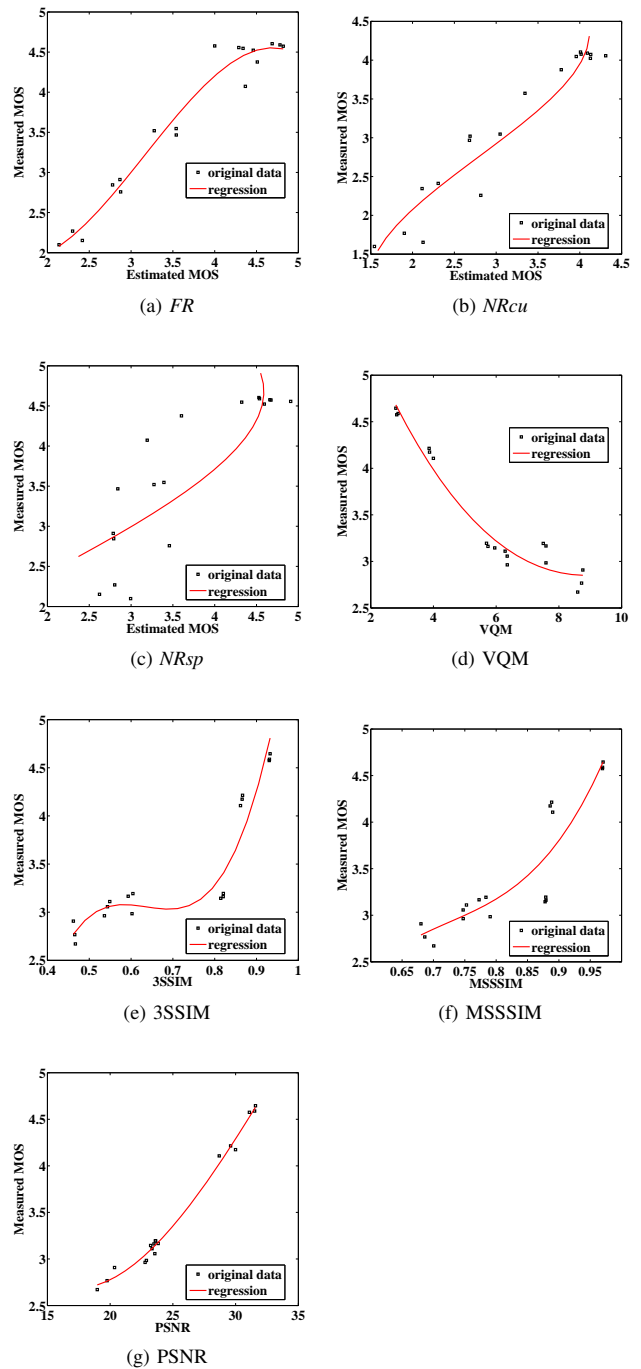 5
4.5
4
3.5
3
2.5
2
2 2.5 3 3.5 4 4.5 5
Measured MOS
Estimated MOS
original data
regression
(a) FR
4.5
4
3.5
3
2.5
2
1.5
1.5 2 2.5 3 3.5 4 4.5
Measured MOS
Estimated MOS
original data
regression
(b) NRcu
5
4.5
4
3.5
3
2.5
2
2 2.5 3 3.5 4 4.5 5
Measured MOS
Estimated MOS
original data
regression
(c) NRsp
5
4.5
4
3.5
3
2.5
2 4 6 8 10
Measured MOS
VQM
original data
regression
(d) VQM
5
4.5
4
3.5
3
2.5
0.4 0.5 0.6 0.7 0.8 0.9 1
Measured MOS
3SSIM
original data
regression
(e) 3SSIM
5
4.5
4
3.5
3
2.5
0.65 0.7 0.75 0.8 0.85 0.9 0.95
Measured MOS
MSSSIM
original data
regression
(f) MSSSIM
5
4.5
4
3.5
3
2.5
15 20 25 30 35
Measured MOS
PSNR
original data
regression
(g) PSNR